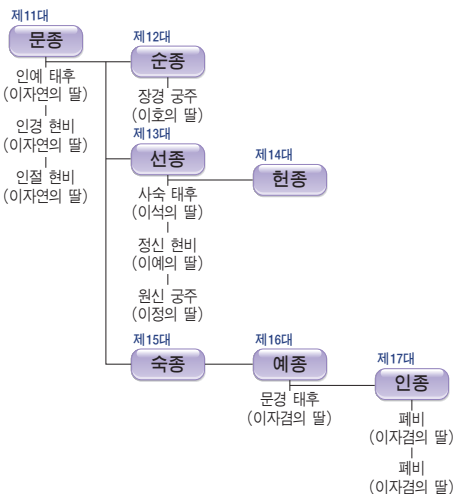 제11대
문종
인예 태후
(이자연의 딸)
인경 현비
(이자연의 딸)
인절 현비
(이자연의 딸)
제12대
순종
장경 궁주
(이호의 딸)
제13대
선종
사숙 태후
(이석의 딸)
정신 현비
(이예의 딸)
원신 궁주
(이정의 딸)
제14대
헌종
제15대
숙종
제16대
예종
문경 태후
(이자겸의 딸)
제17대
인종
폐비
(이자겸의 딸)
폐비
(이자겸의 딸)